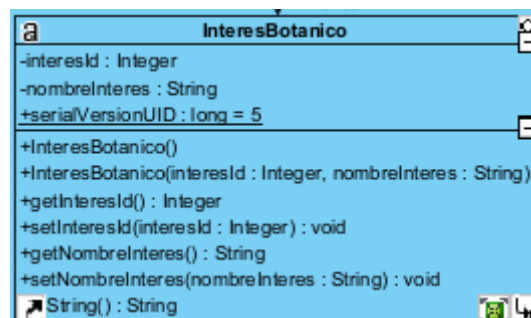 a
InteresBotanico
-interesId : Integer
-nombreInteres : String
+serialVersionUID : long = 5
+InteresBotanico()
+InteresBotanico(interesId : Integer, nombreInteres : String)
+getInteresId() : Integer
+setInteresId(interesId : Integer) : void
+getNombreInteres() : String
+setNombreInteres(nombreInteres : String) : void
String() : String